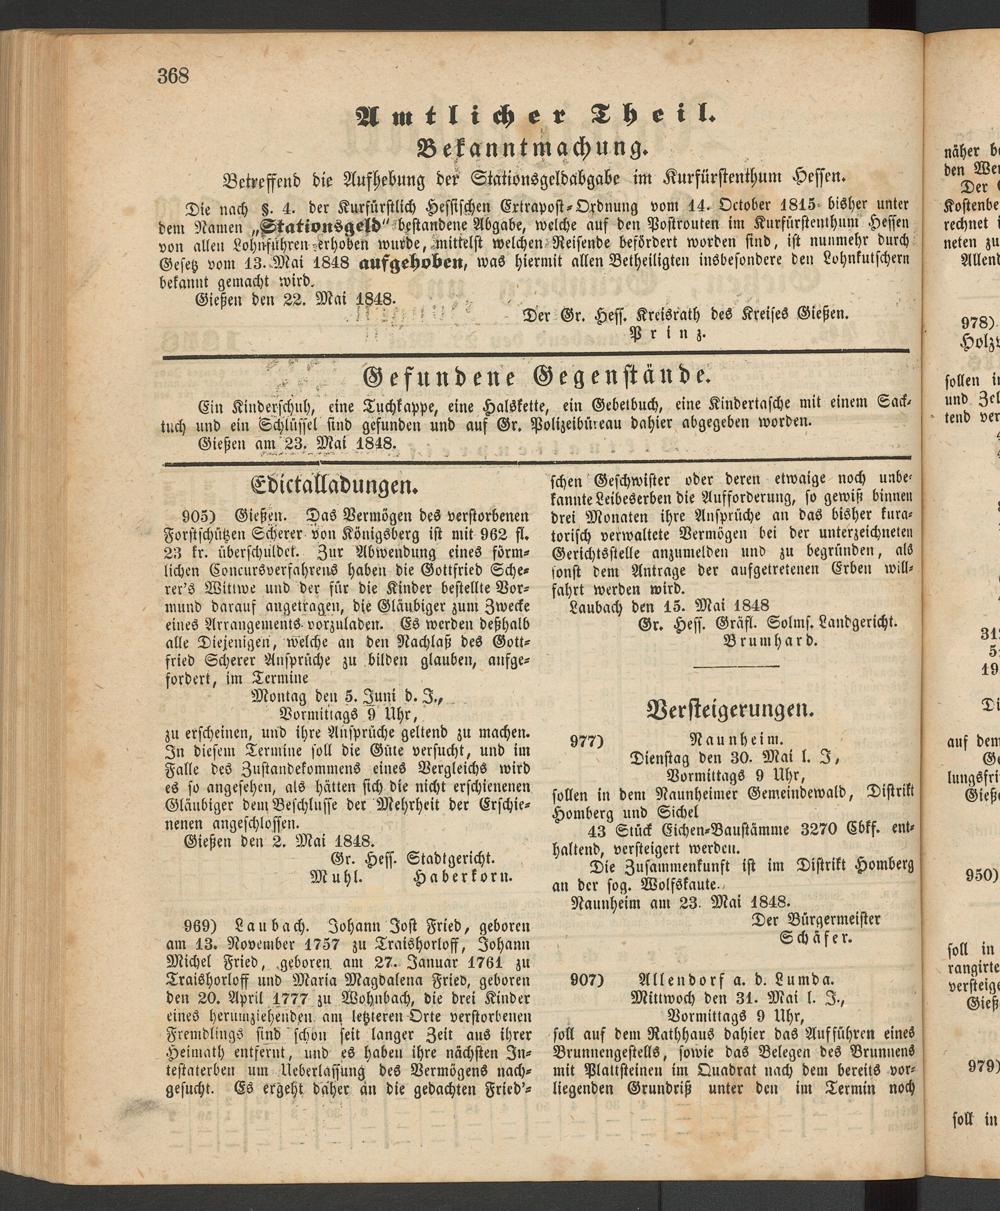 368
Amtlicher Theil.
Bekanntmachung.
Betreffend die Aufhebung der Stationsgeldabgabe im Kurfürstenthum Hessen.
Die nach §. 4. der Kurfürstlich Hessischen Extrapost-Ordnung vom 14. October 1815 bisher unter
dem Namen „Stationsgeld" bestandene Abgabe, welche auf den Postrouten im Kurfürstenthum Hessen
von allen Lohnfuhren erhoben wurde, mittelst welchen Reisende befördert worden sind, ist nunmehr durch
Gesetz vom 13. Mai 1848 aufgehoben, was hiermit allen Betheiligten insbesondere den Lohnkutschern
bekannt gemacht wird.
Gießen den 22. Mai 1848.
Der Gr. Hess. Kreisrath des Kreises Gießen.
Prinz.
Gefundene Gegenstände.
Ein Kinderschuh, eine Tuchkappe, eine Halskette, ein Gebetbuch, eine Kindertasche mit einem Sack-
tuch und ein Schlüssel sind gefunden und auf Gr. Polizeibüreau dahier abgegeben worden.
Gießen am 23. Mai 1848.
Edictalladungen.
905) Gießen. Das Vermögen des verstorbenen
Forstschützen Scherer von Königsberg ist mit 962 fl.
23 kr. überschuldet. Zur Abwendung eines förm-
lichen Concursverfahrens haben die Gottfried Sche-
rer's Wittwe und der für die Kinder bestellte Vor-
mund darauf angetragen, die Gläubiger zum Zwecke
eines Arrangements vorzuladen. Es werden deßhalb
alle Diejenigen, welche an den Nachlaß des Gott-
fried Scherer Ansprüche zu bilden glauben, aufge-
fordert, im Termine
Montag den 5. Juni d. J.,
Vormittags 9 Uhr,
zu erscheinen, und ihre Ansprüche geltend zu machen.
In diesem Termine soll die Güte versucht, und im
Falle des Zustandekommens eines Vergleichs wird
es so angesehen, als hätten sich die nicht erschienenen
Gläubiger dem Beschlusse der Mehrheit der Erschie-
nenen angeschlossen.
Gießen den 2. Mai 1848.
Gr. Hess. Stadtgericht.
Muhl. Haberkorn.
969) Laubach. Johann Jost Fried, geboren
am 13. November 1757 zu Traishorloff, Johann
Michel Fried, geboren am 27. Januar 1761 zu
Traishorloff und Maria Magdalena Fried, geboren
den 20. April 1777 zu Wohnbach, die drei Kinder
eines herumziehenden am letzteren Orte verstorbenen
Fremdlings sind schon seit langer Zeit aus ihrer
Heimath entfernt, und es haben ihre nächsten In-
testaterben um Ueberlassung des Vermögens nach-
gesucht. Es ergeht daher an die gedachten Fried'-
schen Geschwister oder deren etwaige noch unbe-
kannte Leibeserben die Aufforderung, so gewiß binnen
drei Monaten ihre Ansprüche an das bisher kura-
torisch verwaltete Vermögen bei der unterzeichneten
Gerichtsstelle anzumelden und zu begründen, als
sonst dem Antrage der aufgetretenen Erben will-
fahrt werden wird.
Laubach den 15. Mai 1848
Gr. Hess. Gräfl. Solms. Landgericht.
Brumhard.
Versteigerungen.
977) Naunheim.
Dienstag den 30. Mai l. J,
Vormittags 9 Uhr,
sollen in dem Naunheimer Gemeindewald, Distrikt
Homberg und Sichel
43 Stück Eichen-Baustämme 3270 Cbkf. ent-
haltend, versteigert werden.
Die Zusammenkunft ist im Distrikt Homberg
an der sog. Wolfskaute.
Naunheim am 23. Mai 1848.
Der Bürgermeister
Schäfer.
907) Allendorf a. d. Lumda.
Mittwoch den 31. Mai l. J.,
Vormittags 9 Uhr,
soll auf dem Rathhaus dahier das Aufführen eines
Brunnengestells, sowie das Belegen des Brunnens
mit Plattsteinen im Quadrat nach dem bereits vor-
liegenden Grundriß unter den im Termin noch
näher
den
Der
rechnet
neten zu
978)
sollen
und
tend
19
auf dem
950)
soll in
979)
soll in